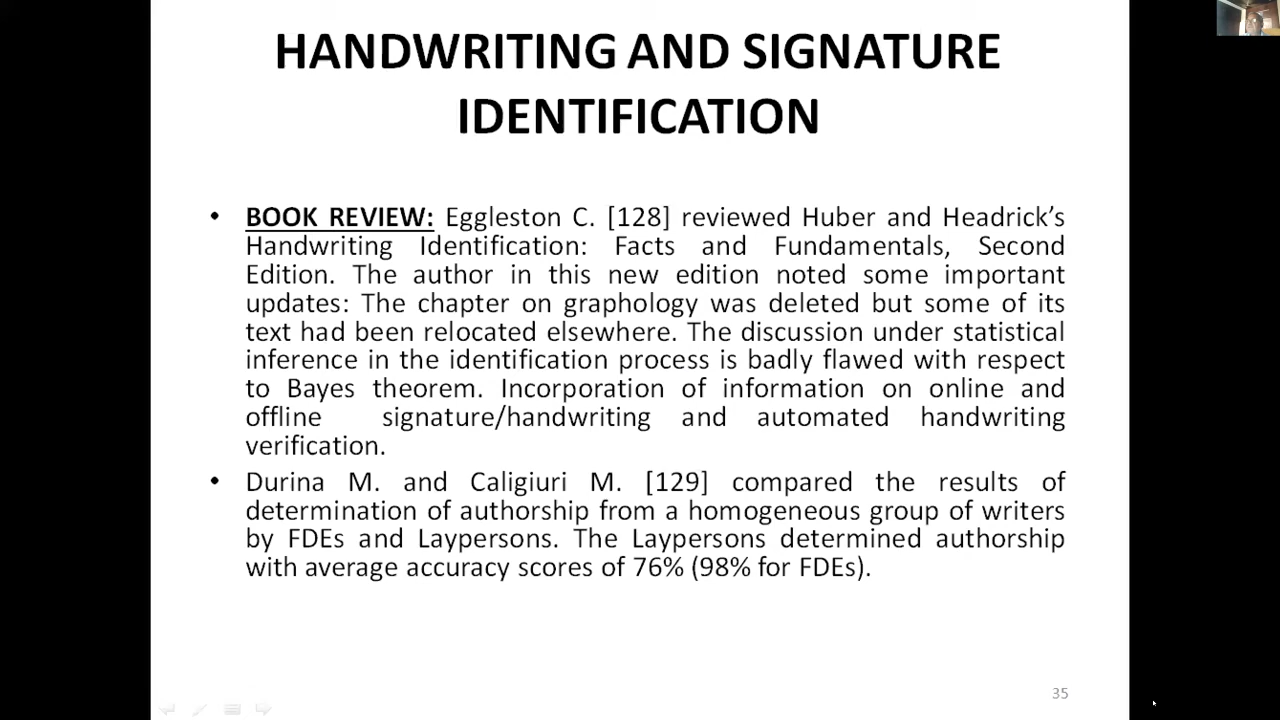 HANDWRITING AND SIGNATURE
IDENTIFICATION
• BOOK REVIEW: Eggleston C. [128] reviewed Huber and Headrick’s
Handwriting Identification: Facts and Fundamentals, Second
Edition. The author in this new edition noted some important
updates: The chapter on graphology was deleted but some of its
text had been relocated elsewhere. The discussion under statistical
inference in the identification process is badly flawed with respect
to Bayes theorem. Incorporation of information on online and
offline signature/handwriting and automated handwriting
verification.
• Durina M. and Caligiuri M. [129] compared the results of
determination of authorship from a homogeneous group of writers
by FDEs and Laypersons. The Laypersons determined authorship
with average accuracy scores of 76% (98% for FDEs).
35